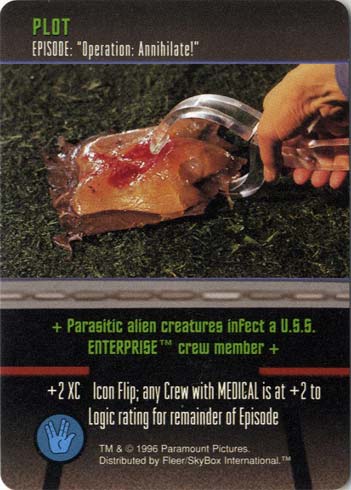 PLOT
EPISODE: "Operation: Annihilate!"
+ Parasitic alien creatures infect a U.S.S.
ENTERPRISE™ crew member +
+2 XC Icon Flip; any Crew with MEDICAL is at +2 to
Logic rating for remainder of Episode
TM & © 1996 Paramount Pictures.
Distributed by Fleer/SkyBox International.™